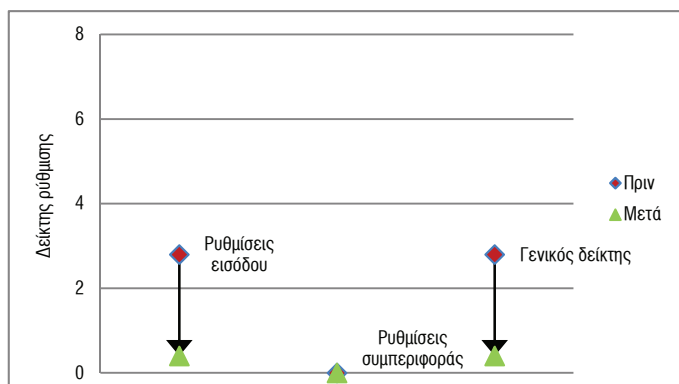 8
6
4
2
0
Δείκτης ρύθμισης
Ρυθμίσεις
εισόδου
Ρυθμίσεις
συμπεριφοράς
Γενικός δείκτης
Πριν
Μετά